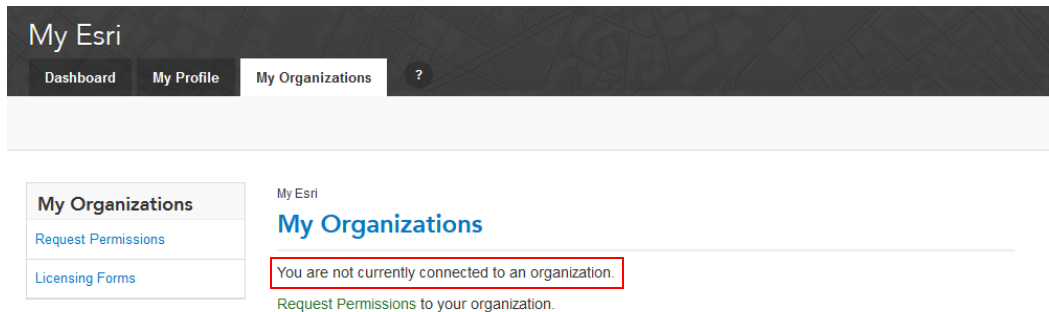 My Esri
Dashboard My Profile My Organizations ?
My Organizations
Request Permissions
Licensing Forms
My Esri
My Organizations
You are not currently connected to an organization.
Request Permissions to your organization.